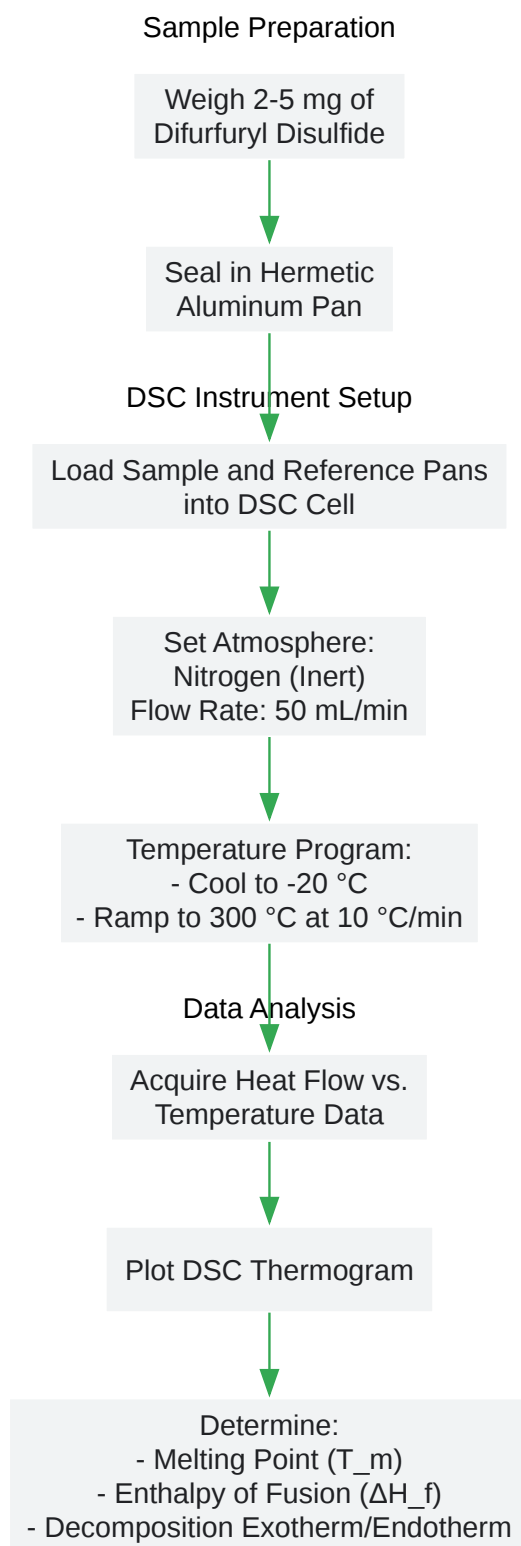 Sample Preparation
Weigh 2-5 mg of
Difurfuryl Disulfide
Seal in Hermetic
Aluminum Pan
DSC Instrument Setup
Load Sample and Reference Pans
into DSC Cell
Set Atmosphere:
Nitrogen (Inert)
Flow Rate: 50 mL/min
Temperature Program:
- Cool to -20 °C
- Ramp to 300 °C at 10 °C/min
Data Analysis
Acquire Heat Flow vs.
Temperature Data
Plot DSC Thermogram
Determine:
- Melting Point (T_m)
- Enthalpy of Fusion (ΔH_f)
- Decomposition Exotherm/Endotherm